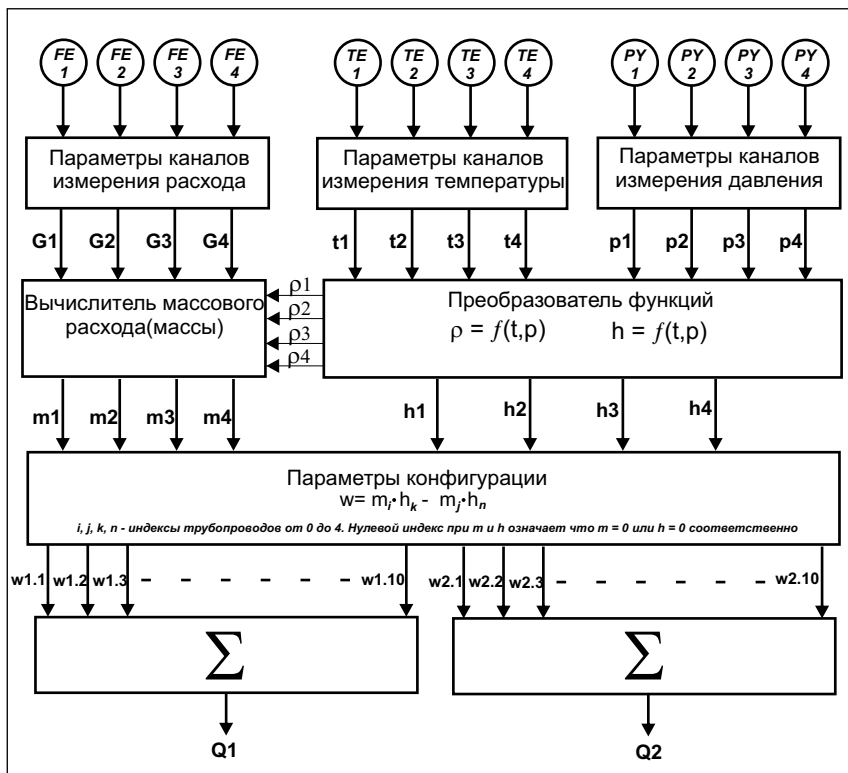 FE 1 FE 2 FE 3 FE 4 TE 1 TE 2 TE 3 TE 4 PY 1 PY 2 PY 3 PY 4
Параметры каналов
измерения расхода
Параметры каналов
измерения температуры
Параметры каналов
измерения давления
G1 G2 G3 G4 t1 t2 t3 t4 p1 p2 p3 p4
Вычислитель массового
расхода(массы)
ρ1
ρ2
ρ3
ρ4
Преобразователь функций
ρ = f(t,p) h = f(t,p)
m1 m2 m3 m4 h1 h2 h3 h4
Параметры конфигурации
w= mi·hk - mj·hn
i, j, k, n - индексы трубопроводов от 0 до 4. Нулевой индекс при m и h означает что m = 0 или h = 0 соответственно
w1.1 w1.2 w1.3 - - - - - - - - w1.10 w2.1 w2.2 w2.3 - - - - - - - - w2.10
Σ Σ
Q1 Q2